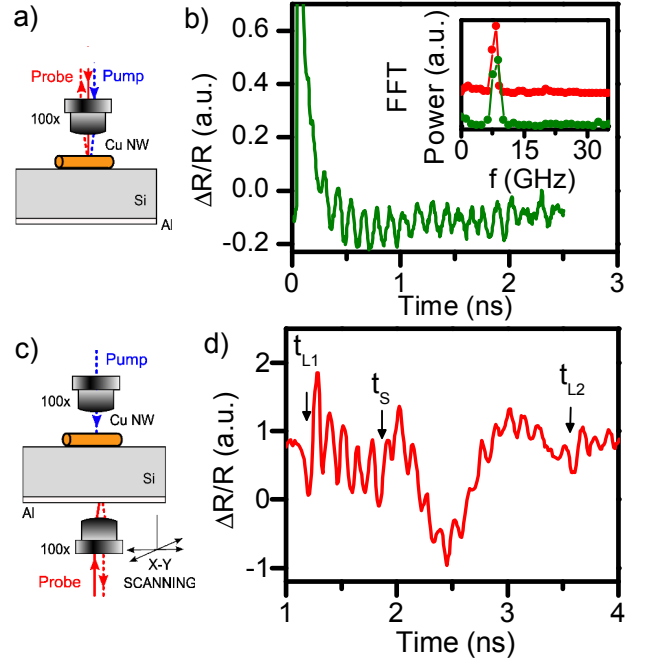 a)
Probe
Pump
100x
Cu NW
Si
Al
b)
ΔR/R (a.u.)
0.6
0.4
0.2
-0.0
-0.2
0
1
2
3
Time (ns)
FFT
Power (a.u.)
0
15
30
f (GHz)
c)
Pump
100x
Cu NW
Si
Al
100x
X-Y
SCANNING
Probe
d)
ΔR/R (a.u.)
2
1
0
-1
tL1
tS
tL2
1
2
3
4
Time (ns)